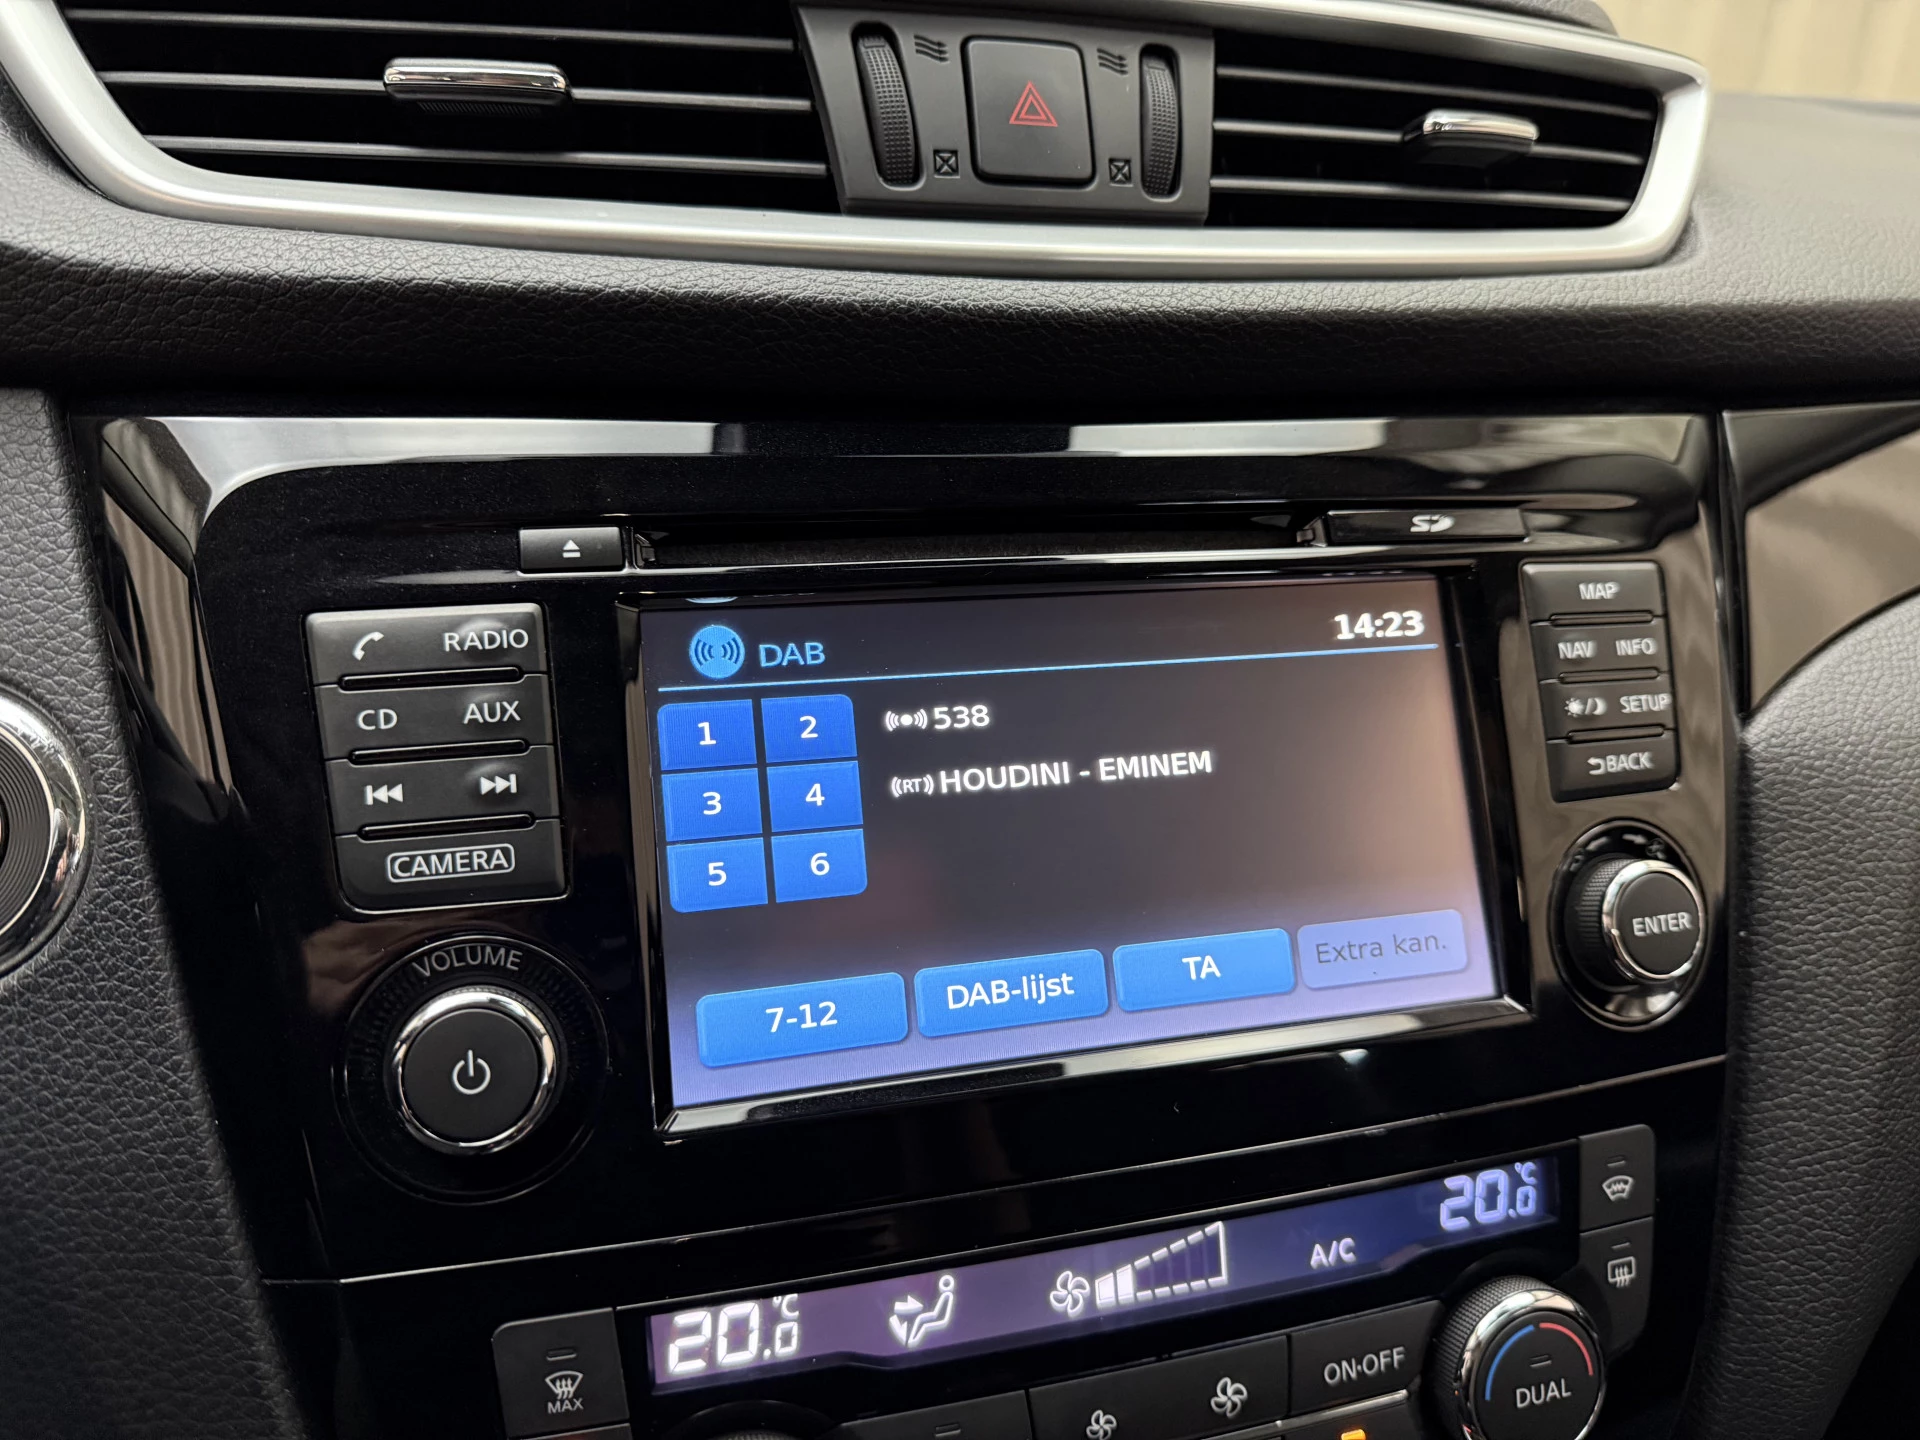 SD
RADIO
CD AUX
CAMERA
VOLUME
DAB 14:23
1 2
3 4
5 6
538
(RT) HOUDINI - EMINEM
7-12 DAB-lijst TA Extra kan.
MAP
NAV INFO
SETUP
BACK
ENTER
20.0 °C A/C 20.0 °C
MAX
ON·OFF
DUAL